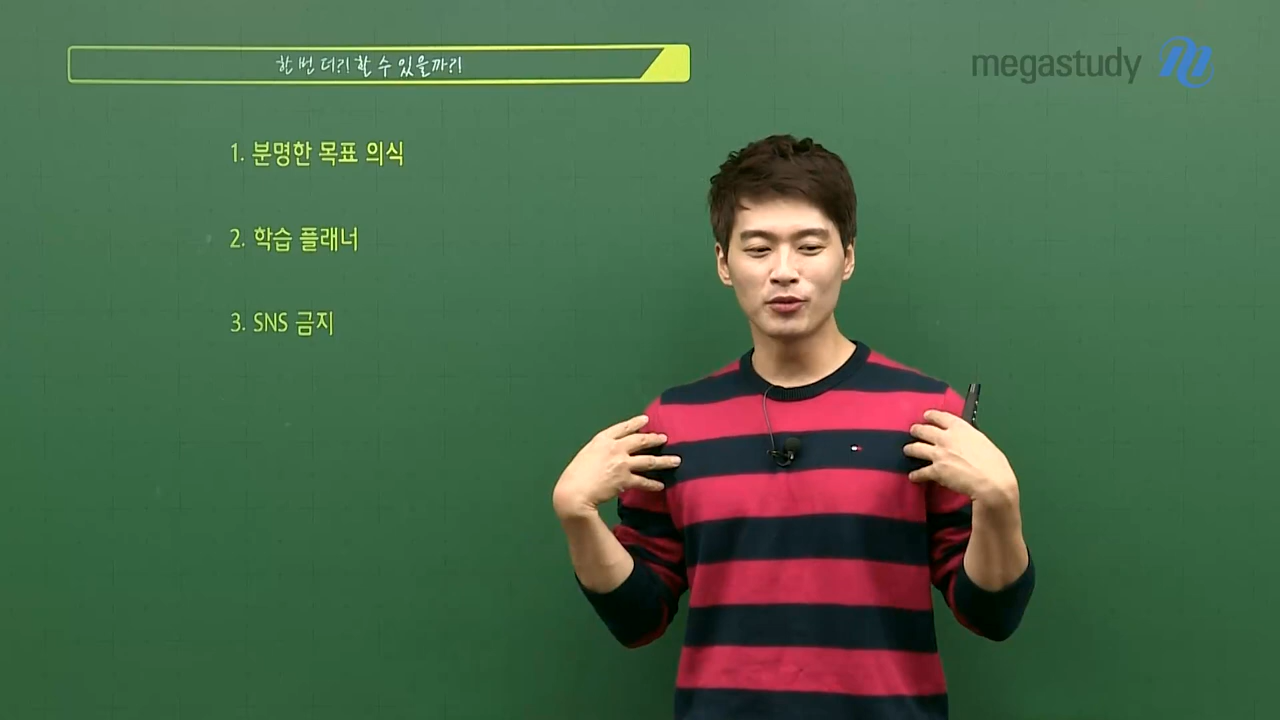 한 번 더?! 할 수 있을까?!
megastudy
1. 분명한 목표 의식
2. 학습 플래너
3. SNS 금지